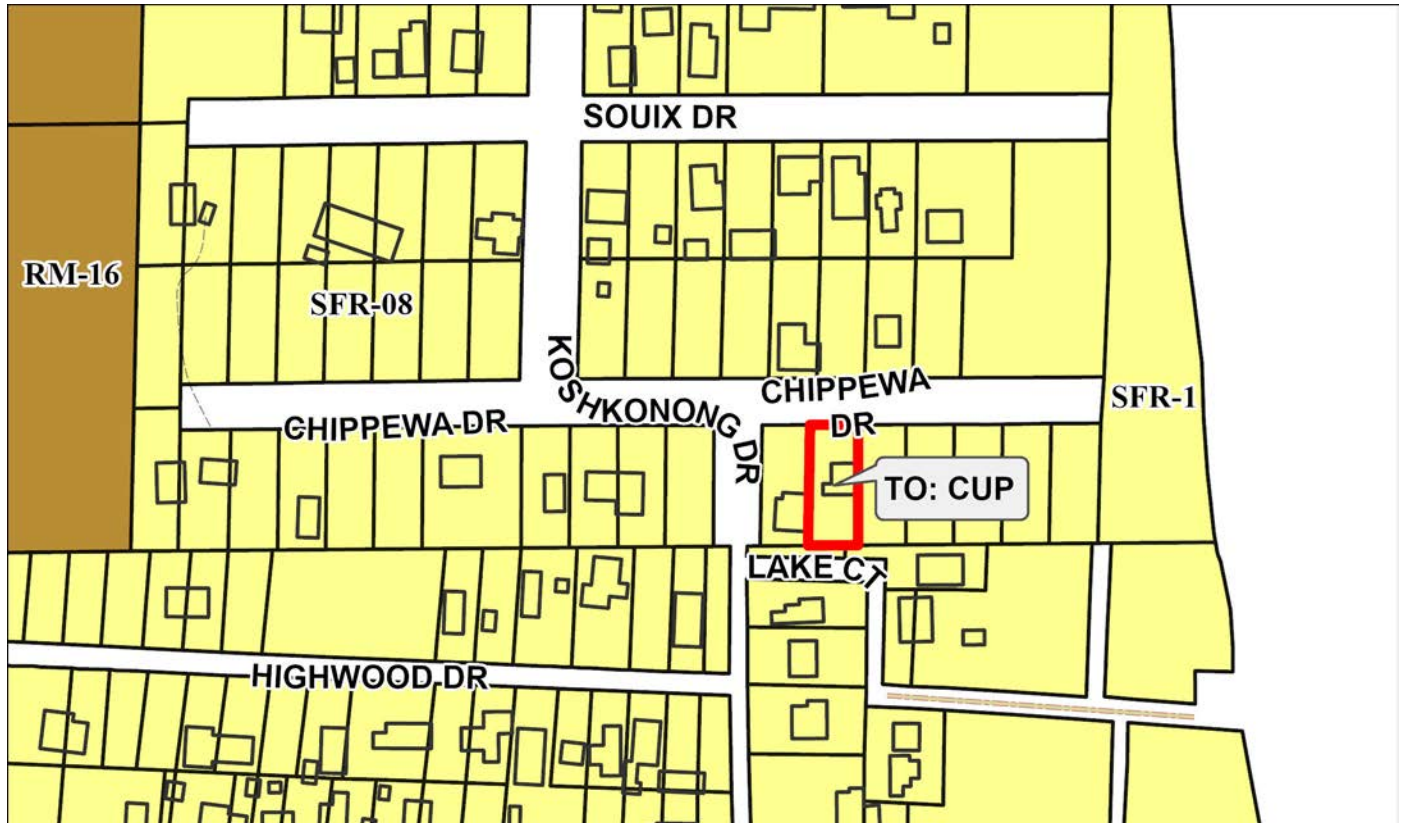 SOUIX DR
RM-16
SFR-08
KOSHKONONG DR
CHIPPEWA
DR
SFR-1
CHIPPEWA DR
TO: CUP
LAKE CT
HIGHWOOD DR